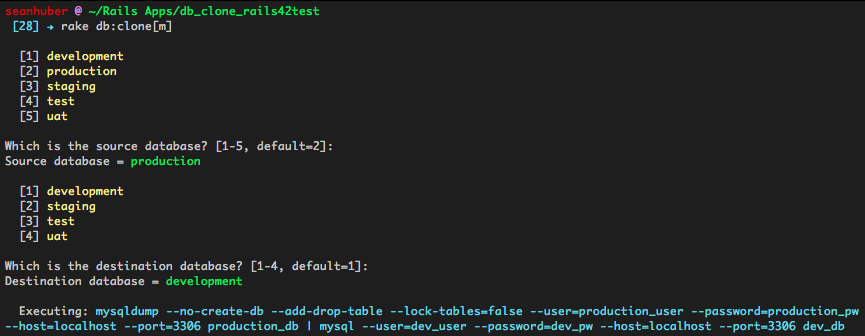 seanhuber @ ~/Rails Apps/db_clone_rails42test
[28] → rake db:clone[m]
[1] development
[2] production
[3] staging
[4] test
[5] uat
Which is the source database? [1-5, default=2]:
Source database = production
[1] development
[2] staging
[3] test
[4] uat
Which is the destination database? [1-4, default=1]:
Destination database = development
Executing: mysqldump --no-create-db --add-drop-table --lock-tables=false --user=production_user --password=production_pw
--host=localhost --port=3306 production_db | mysql --user=dev_user --password=dev_pw --host=localhost --port=3306 dev_db